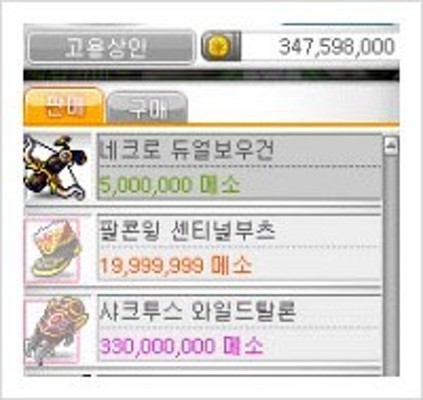 고용상인
347,598,000
판매 구매
네크로 듀얼보우건
5,000,000 메소
팔콘윙 센티널부츠
19,999,999 메소
샤크투스 와일드탈론
330,000,000 메소